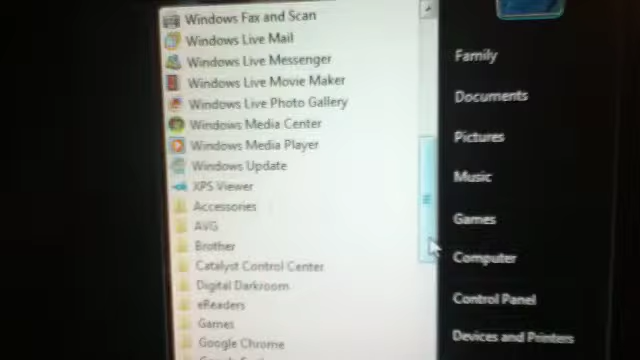 Windows Fax and Scan
Windows Live Mail
Windows Live Messenger
Windows Live Movie Maker
Windows Live Photo Gallery
Windows Media Center
Windows Media Player
Windows Update
XPS Viewer
Accessories
AVG
Brother
Catalyst Control Center
Digital Darkroom
eReaders
Games
Google Chrome
Family
Documents
Pictures
Music
Games
Computer
Control Panel
Devices and Printers